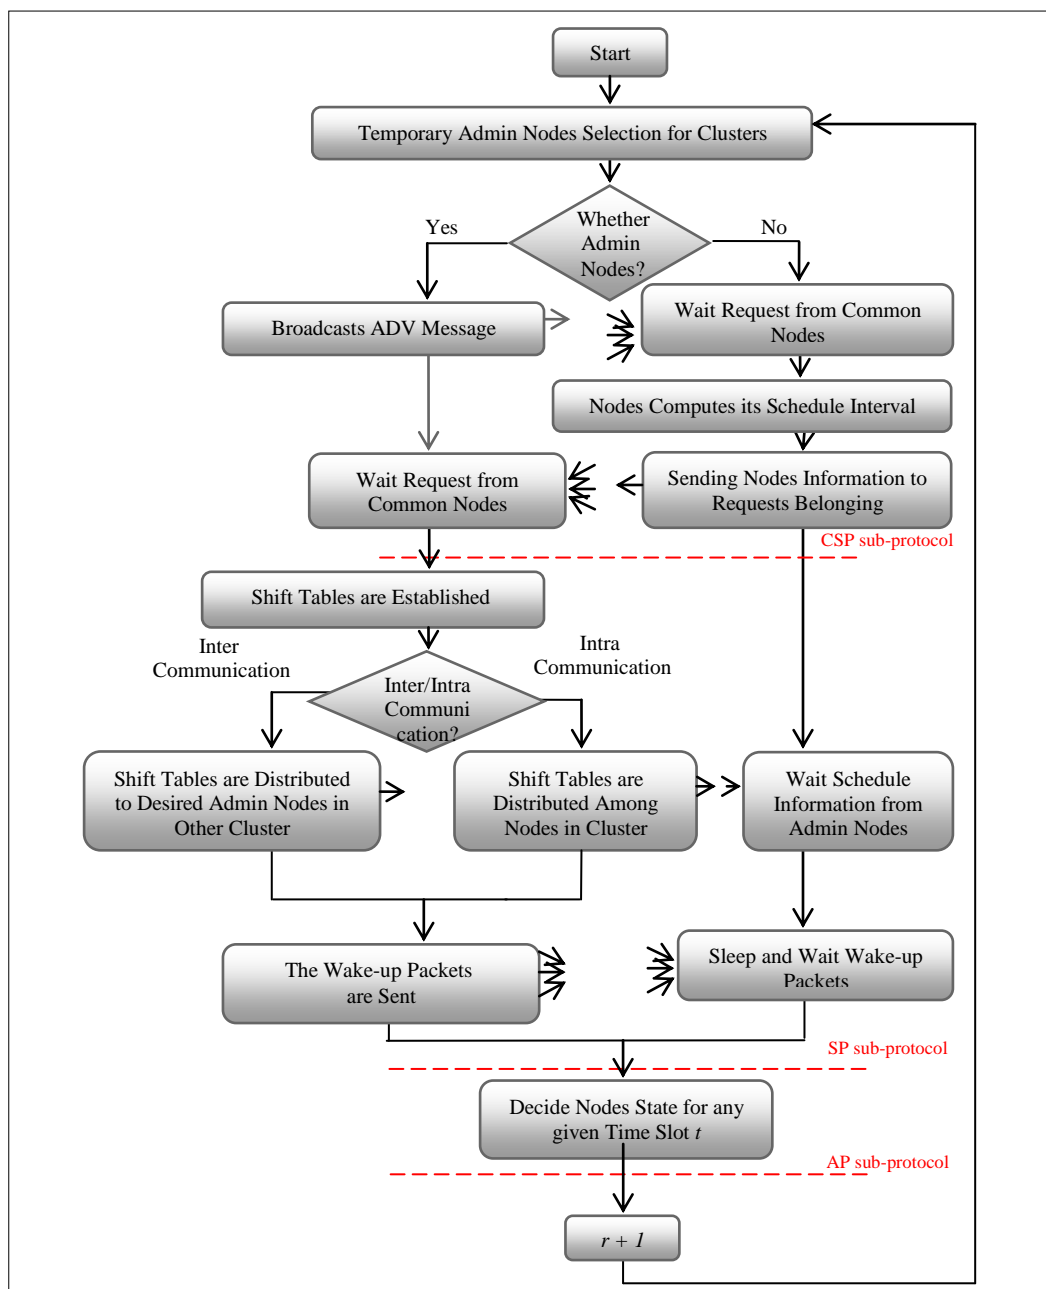 Start
Temporary Admin Nodes Selection for Clusters
Whether
Admin
Nodes?
Yes
No
Broadcasts ADV Message
Wait Request from Common
Nodes
Nodes Computes its Schedule Interval
Wait Request from
Common Nodes
Sending Nodes Information to
Requests Belonging
CSP sub-protocol
Shift Tables are Established
Inter
Communication
Intra
Communication
Inter/Intra
Communi
cation?
Shift Tables are Distributed
to Desired Admin Nodes in
Other Cluster
Shift Tables are
Distributed Among
Nodes in Cluster
Wait Schedule
Information from
Admin Nodes
The Wake-up Packets
are Sent
Sleep and Wait Wake-up
Packets
SP sub-protocol
Decide Nodes State for any
given Time Slot t
AP sub-protocol
r + 1